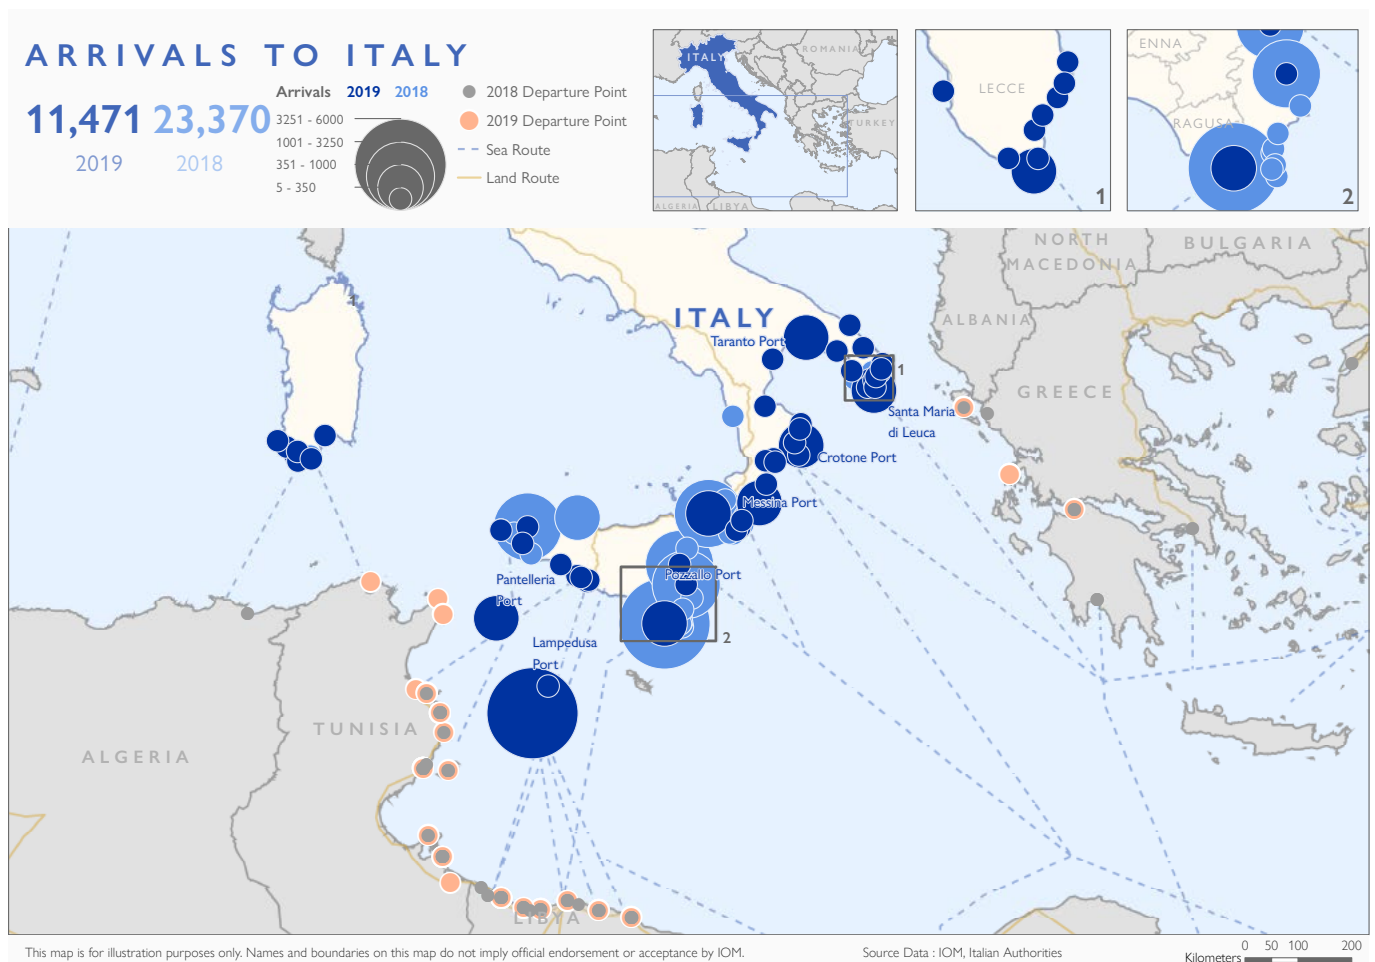 ARRIVALS TO ITALY
11,471 23,370
2019 2018
Arrivals 2019 2018
3251 - 6000
1001 - 3250
351 - 1000
5 - 350
2018 Departure Point
2019 Departure Point
Sea Route
Land Route
ITALY
ROMANIA
TURKEY
ALGERIA
LIBYA
LECCE
1
ENNA
RAGUSA
2
NORTH
MACEDONIA
BULGARIA
1
ITALY
ALBANIA
Taranto Port
1
GREECE
Santa Maria
di Leuca
Crotone Port
Messina Port
Pozzallo Port
Pantelleria
Port
2
Lampedusa
Port
TUNISIA
ALGERIA
LIBYA
This map is for illustration purposes only. Names and boundaries on this map do not imply official endorsement or acceptance by IOM.
Source Data : IOM, Italian Authorities
0 50 100 200
Kilometers